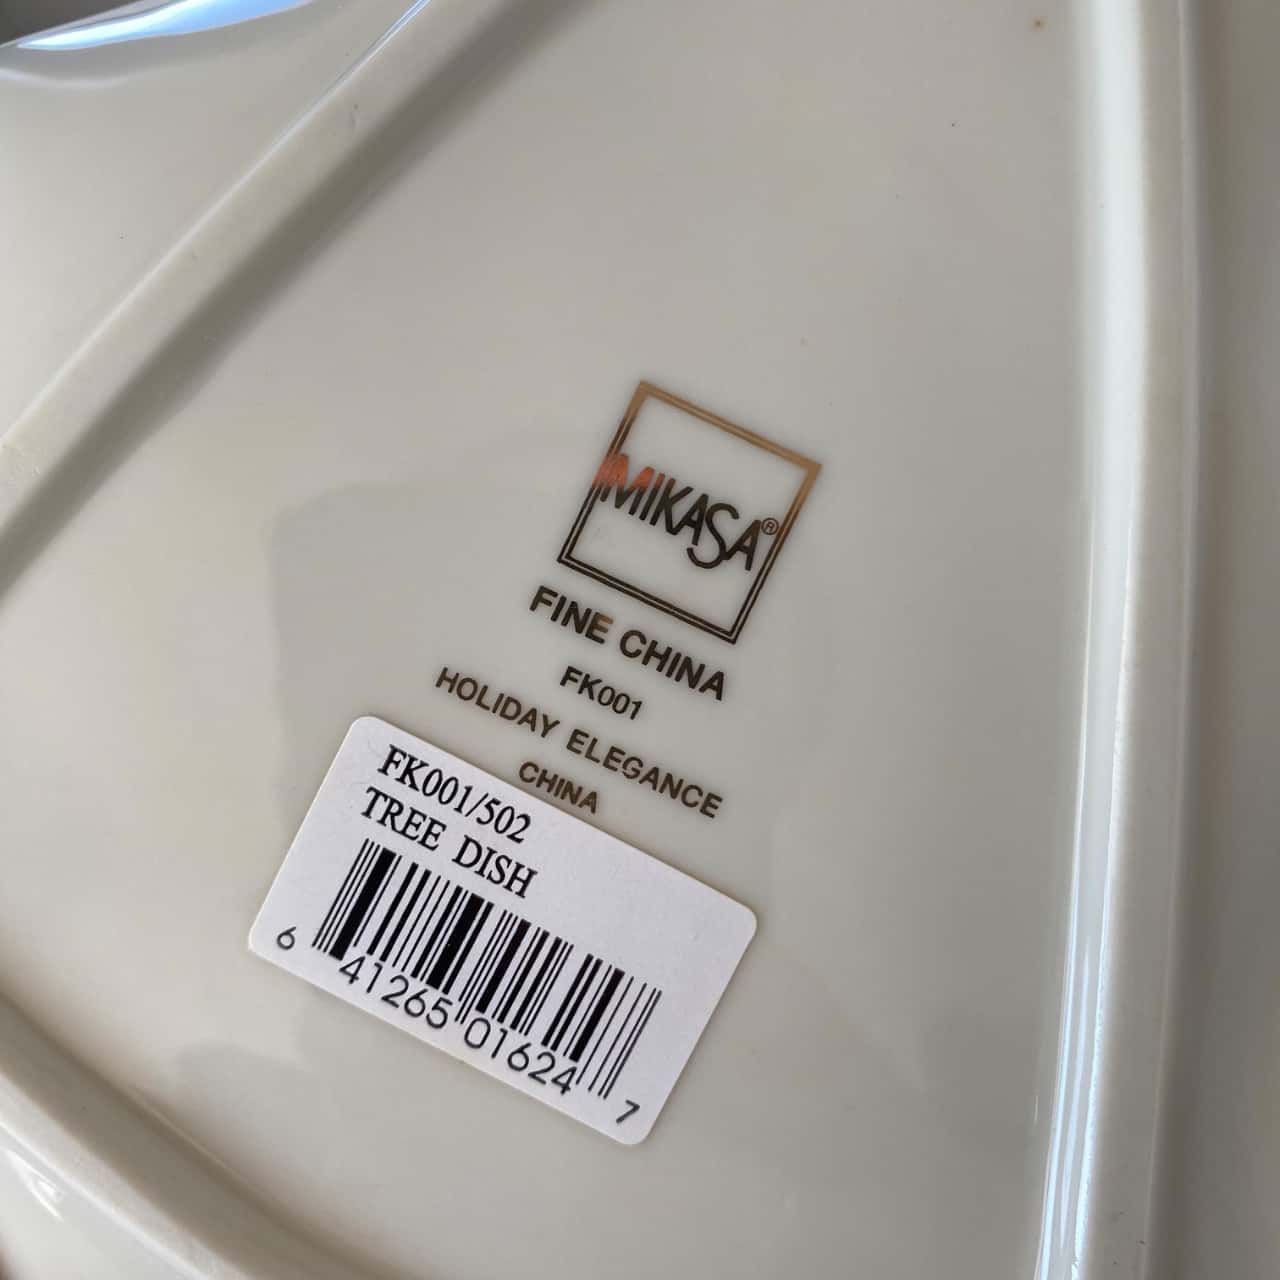 MIKASA®
FINE CHINA
FK001
HOLIDAY ELEGANCE
CHINA
FK001/502
TREE DISH
6 41265 01624 7